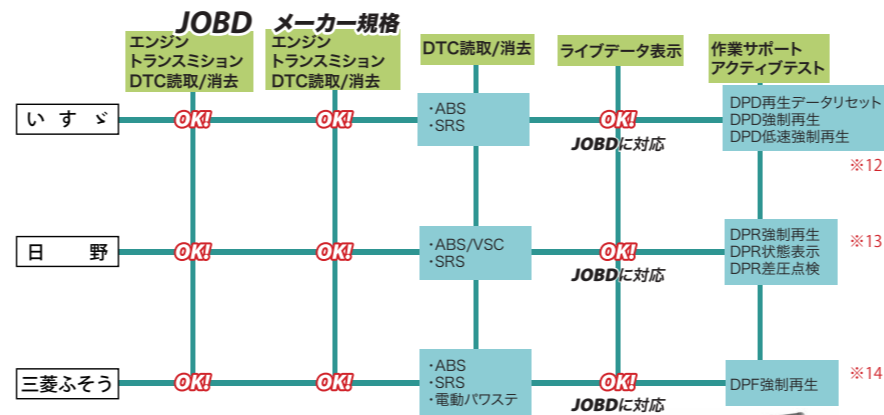 JOBD
エンジン
トランスミション
DTC読取/消去
メーカー規格
エンジン
トランスミション
DTC読取/消去
DTC読取/消去
ライブデータ表示
作業サポート
アクティブテスト
いすゞ
OK!
OK!
・ABS
・SRS
OK!
JOBDに対応
DPD再生データリセット
DPD強制再生
DPD低速強制再生
※12
日野
OK!
OK!
・ABS/VSC
・SRS
OK!
JOBDに対応
DPR強制再生
DPR状態表示
DPR差圧点検
※13
三菱ふそう
OK!
OK!
・ABS
・SRS
・電動パワステ
OK!
JOBDに対応
DPF強制再生
※14